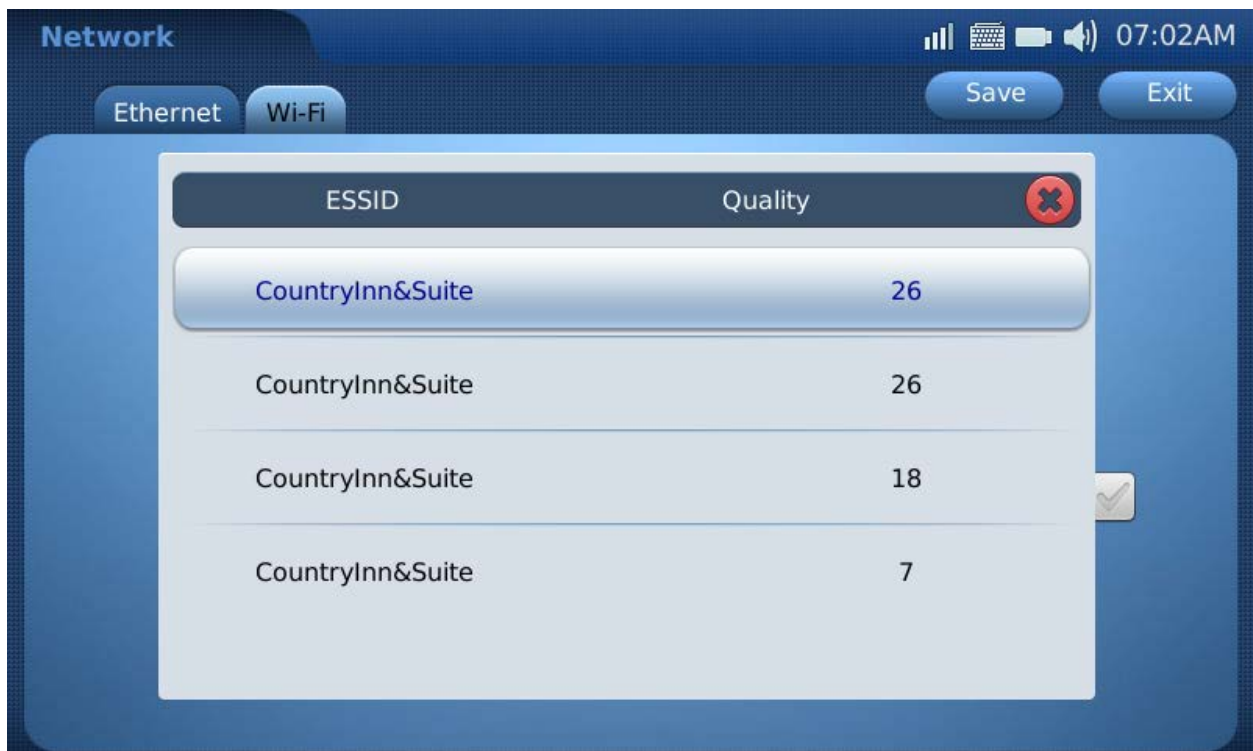 Network 07:02AM
Ethernet Wi-Fi Save Exit
ESSID Quality
CountryInn&Suite 26
CountryInn&Suite 26
CountryInn&Suite 18
CountryInn&Suite 7